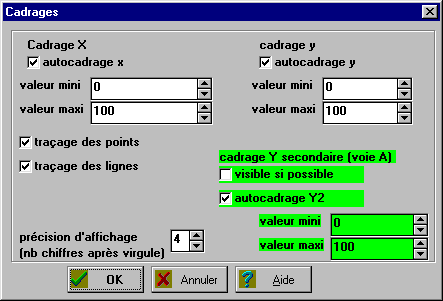 Cadrages
Cadrage X
autocadrage x
valeur mini 0
valeur maxi 100
cadrage y
autocadrage y
valeur mini 0
valeur maxi 100
traçage des points
traçage des lignes
cadrage Y secondaire (voie A)
visible si possible
autocadrage Y2
valeur mini 0
valeur maxi 100
précision d'affichage
(nb chiffres après virgule) 4
OK
Annuler
Aide